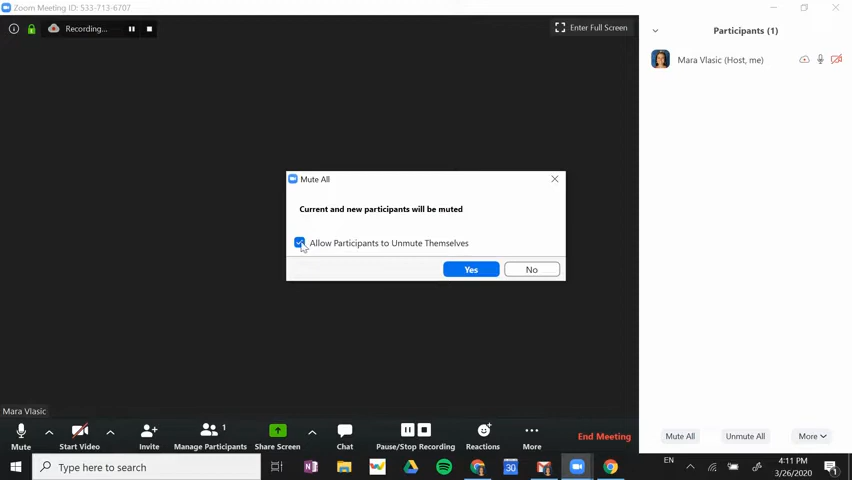 Zoom Meeting ID: 533-713-6707
Recording...
Enter Full Screen
Participants (1)
Mara Vlasic (Host, me)
Mute All
Current and new participants will be muted
Allow Participants to Unmute Themselves
Yes
No
Mara Vlasic
Mute
Start Video
Invite
1
Manage Participants
Share Screen
Chat
Pause/Stop Recording
Reactions
More
End Meeting
Mute All
Unmute All
More
Type here to search
30
EN
4:11 PM
3/26/2020
1